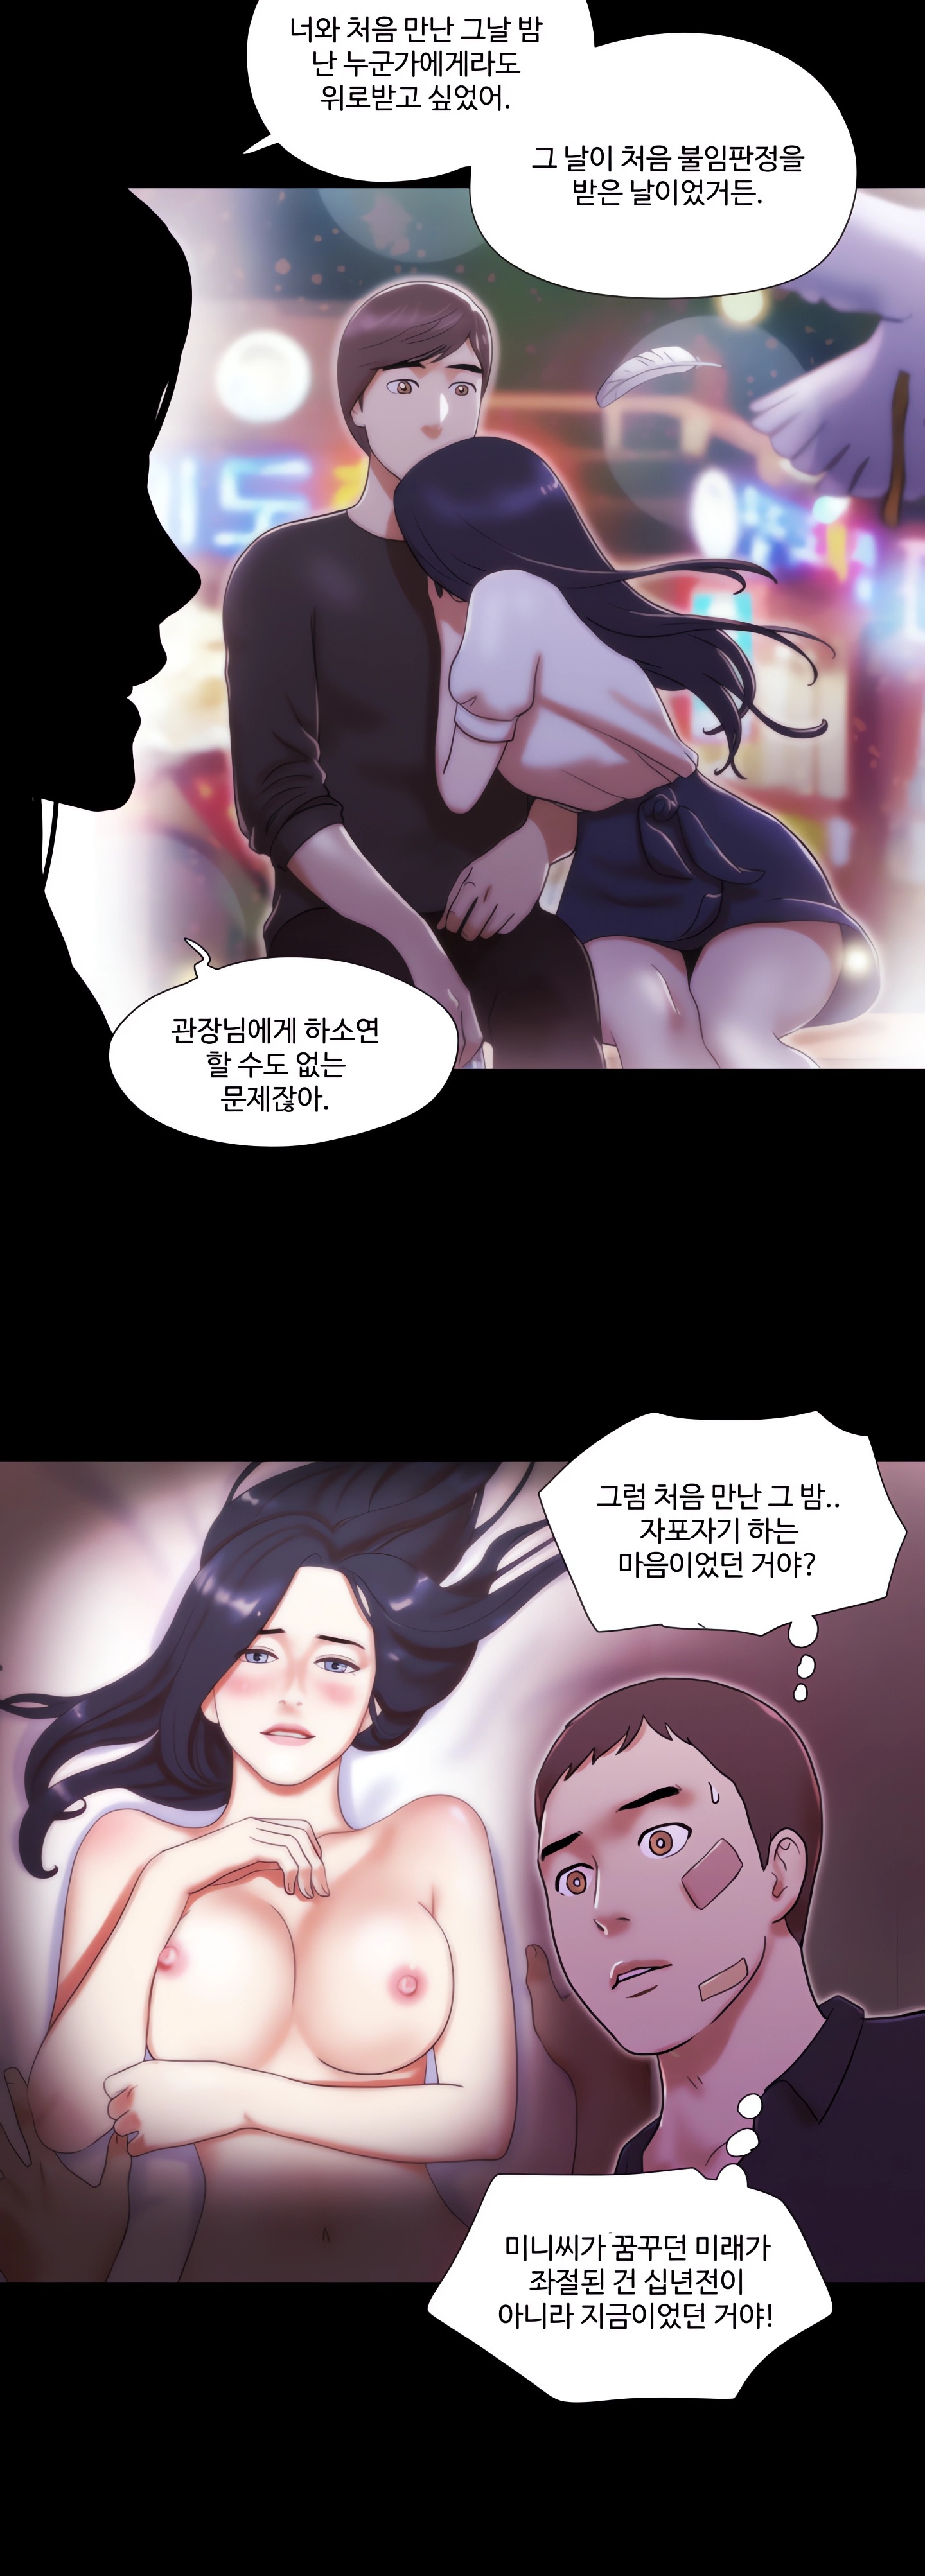 너와 처음 만난 그날 밤
난 누군가에게라도
위로받고 싶었어.
그 날이 처음 불임판정을
받은 날이었거든.
관장님에게 하소연
할 수도 없는
문제잖아.
그럼 처음 만난 그 밤..
자포자기 하는
마음이었던 거야?
미니씨가 꿈꾸던 미래가
좌절된 건 십년전이
아니라 지금이었던 거야!